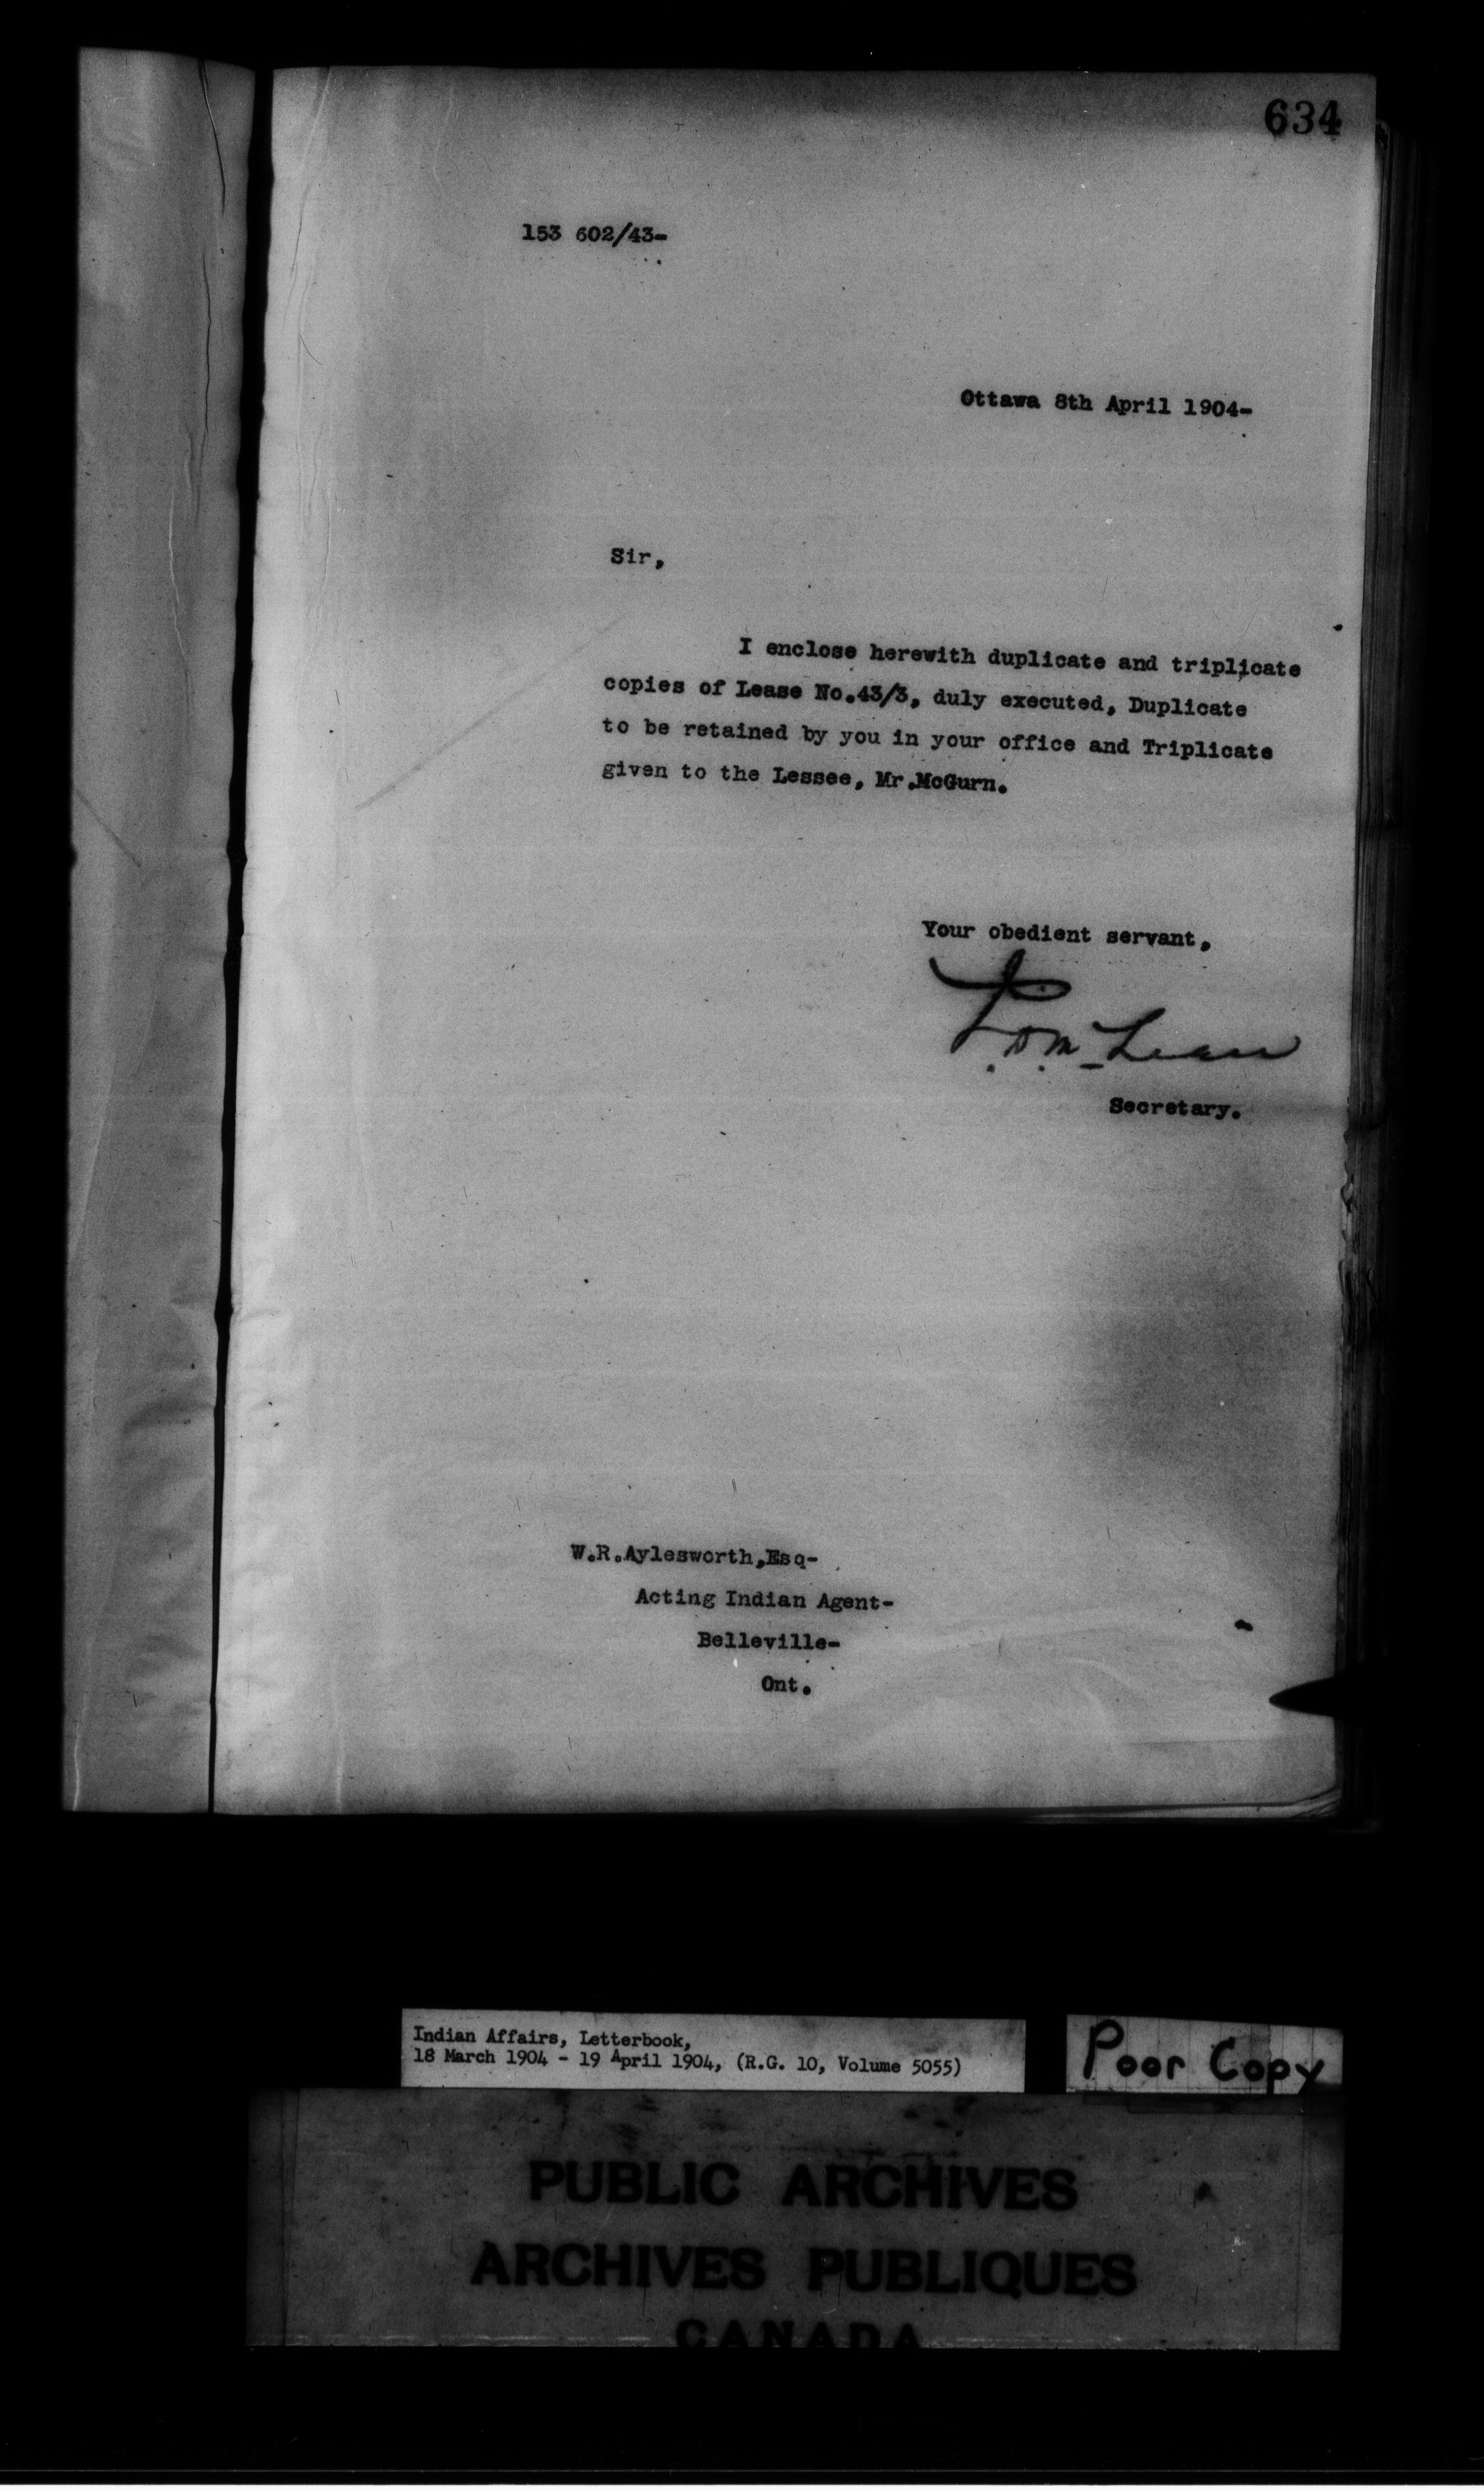 634
153 602/43-
Ottawa 8th April 1904-
Sir,
I enclose herewith duplicate and triplicate
copies of Lease No.43/3, duly executed, Duplicate
to be retained by you in your office and Triplicate
given to the Lessee, Mr.McGurn.
Your obedient servant,
J.D.McLean
Secretary.
W.R.Aylesworth,Esq-
Acting Indian Agent-
Belleville-
Ont.
Indian Affairs, Letterbook,
18 March 1904 - 19 April 1904, (R.G. 10, Volume 5055)
Poor Copy
PUBLIC ARCHIVES
ARCHIVES PUBLIQUES
CANADA